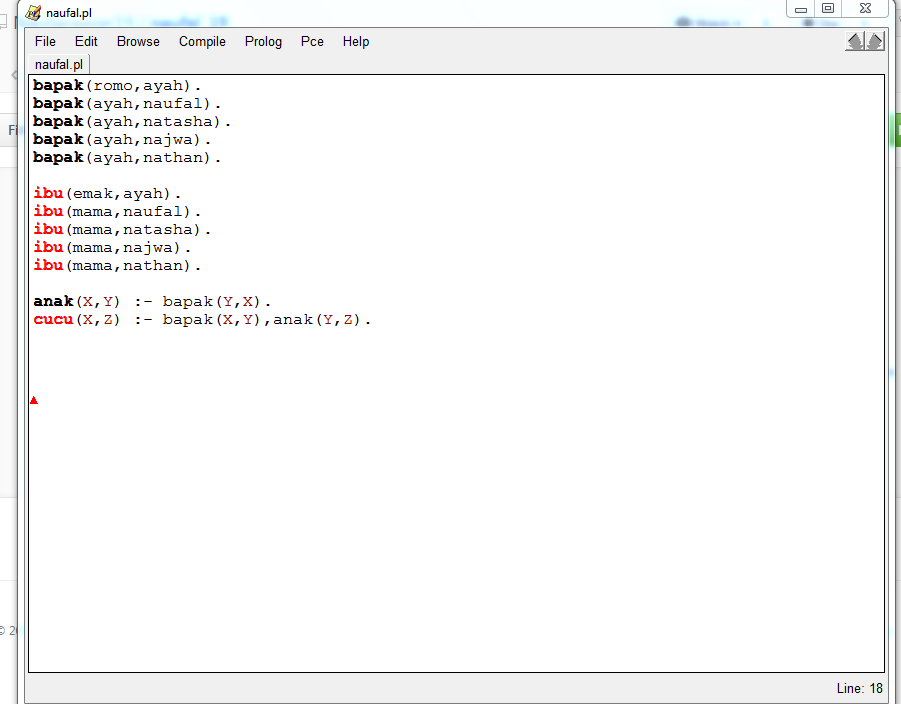 naufal.pl
File Edit Browse Compile Prolog Pce Help
naufal.pl
bapak(romo,ayah).
bapak(ayah,naufal).
bapak(ayah,natasha).
bapak(ayah,najwa).
bapak(ayah,nathan).
ibu(emak,ayah).
ibu(mama,naufal).
ibu(mama,natasha).
ibu(mama,najwa).
ibu(mama,nathan).
anak(X,Y) :- bapak(Y,X).
cucu(X,Z) :- bapak(X,Y),anak(Y,Z).
Line: 18